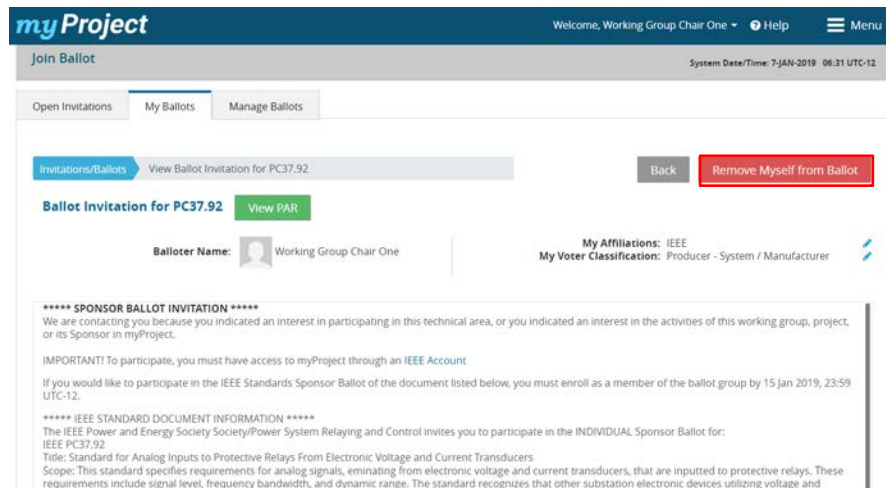 myProject
Welcome, Working Group Chair One Help Menu
Join Ballot
System Date/Time: 7-JAN-2019 06:31 UTC-12
Open Invitations My Ballots Manage Ballots
Invitations/Ballots View Ballot Invitation for PC37.92 Back Remove Myself from Ballot
Ballot Invitation for PC37.92 View PAR
Balloter Name: Working Group Chair One
My Affiliations: IEEE
My Voter Classification: Producer - System / Manufacturer
***** SPONSOR BALLOT INVITATION *****
We are contacting you because you indicated an interest in participating in this technical area, or you indicated an interest in the activities of this working group, project,
or its Sponsor in myProject.
IMPORTANT! To participate, you must have access to myProject through an IEEE Account
If you would like to participate in the IEEE Standards Sponsor Ballot of the document listed below, you must enroll as a member of the ballot group by 15 Jan 2019, 23:59
UTC-12.
***** IEEE STANDARD DOCUMENT INFORMATION *****
The IEEE Power and Energy Society Society/Power System Relaying and Control invites you to participate in the INDIVIDUAL Sponsor Ballot for:
IEEE PC37.92
Title: Standard for Analog Inputs to Protective Relays From Electronic Voltage and Current Transducers
Scope: This standard specifies requirements for analog signals, eminating from electronic voltage and current transducers, that are inputted to protective relays. These
requirements include signal level, frequency bandwidth, and dynamic range. The standard recognizes that other substation electronic devices utilizing voltage and